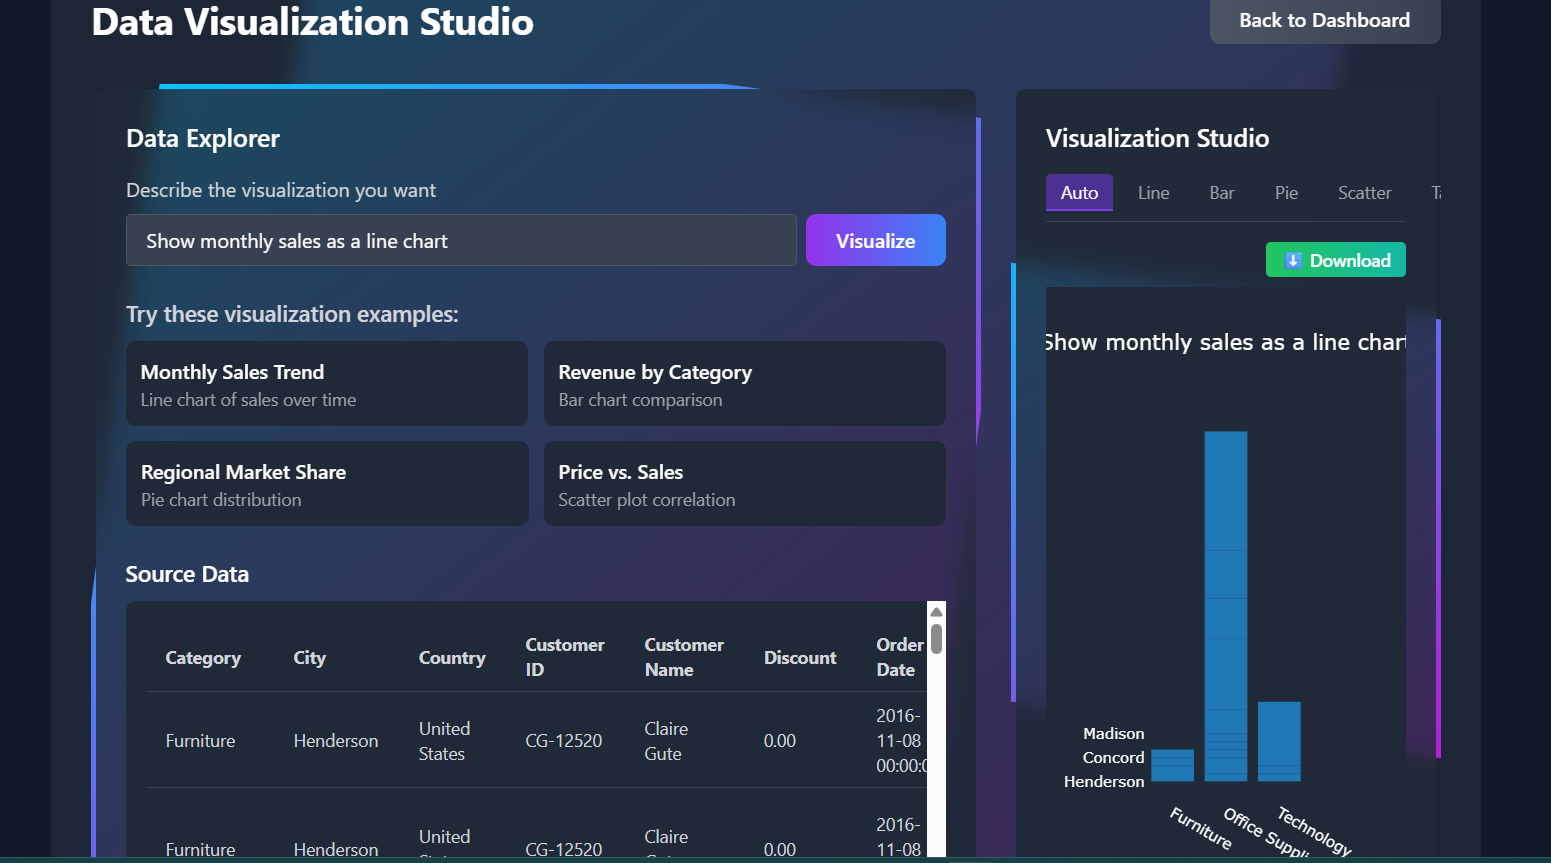 Data Visualization Studio
Back to Dashboard
Data Explorer
Describe the visualization you want
Show monthly sales as a line chart
Visualize
Try these visualization examples:
Monthly Sales Trend
Line chart of sales over time
Revenue by Category
Bar chart comparison
Regional Market Share
Pie chart distribution
Price vs. Sales
Scatter plot correlation
Source Data
Category City Country Customer ID Customer Name Discount Order Date
Furniture Henderson United States CG-12520 Claire Gute 0.00 2016-11-08 00:00:0
Furniture Henderson United CG-12520 Claire 0.00 2016-11-08
Visualization Studio
Auto Line Bar Pie Scatter
Download
Show monthly sales as a line chart
Madison
Concord
Henderson
Furniture
Office Suppli
Technology